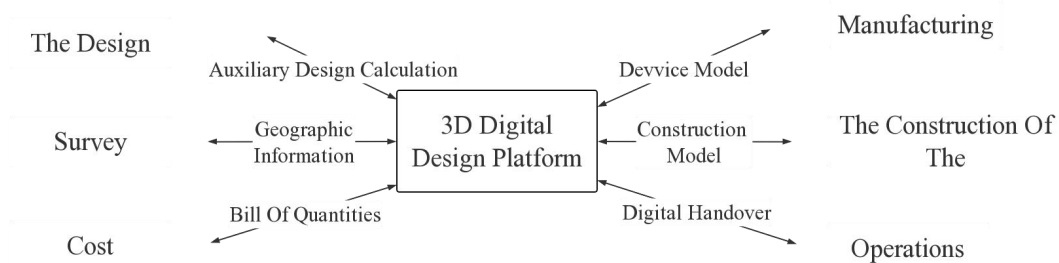 The Design
Auxiliary Design Calculation
Survey
Geographic
Information
Cost
Bill Of Quantities
3D Digital
Design Platform
Manufacturing
Devvice Model
The Construction Of
The
Construction
Model
Operations
Digital Handover